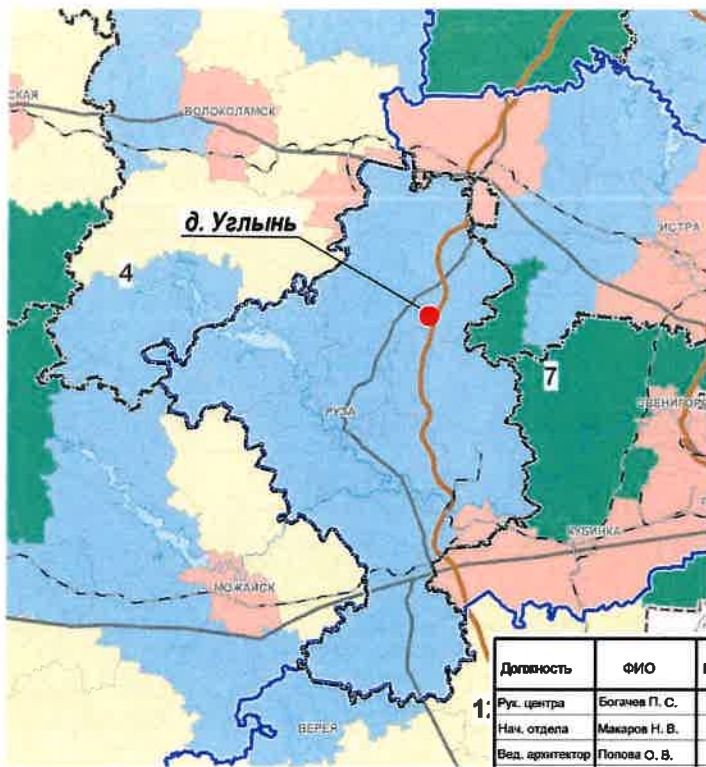 СКАЯ
ВОЛОКОЛАМСК
д. Углынь
ИСТРА
4
7
РУЗА
ЗВЕНИГОР
КУБИНКА
МОЖАЙСК
ВЕРЕЯ
Должность ФИО
Рук. центра Богачев П. С.
Нач. отдела Макаров Н. В.
Вед. архитектор Попова О. В.